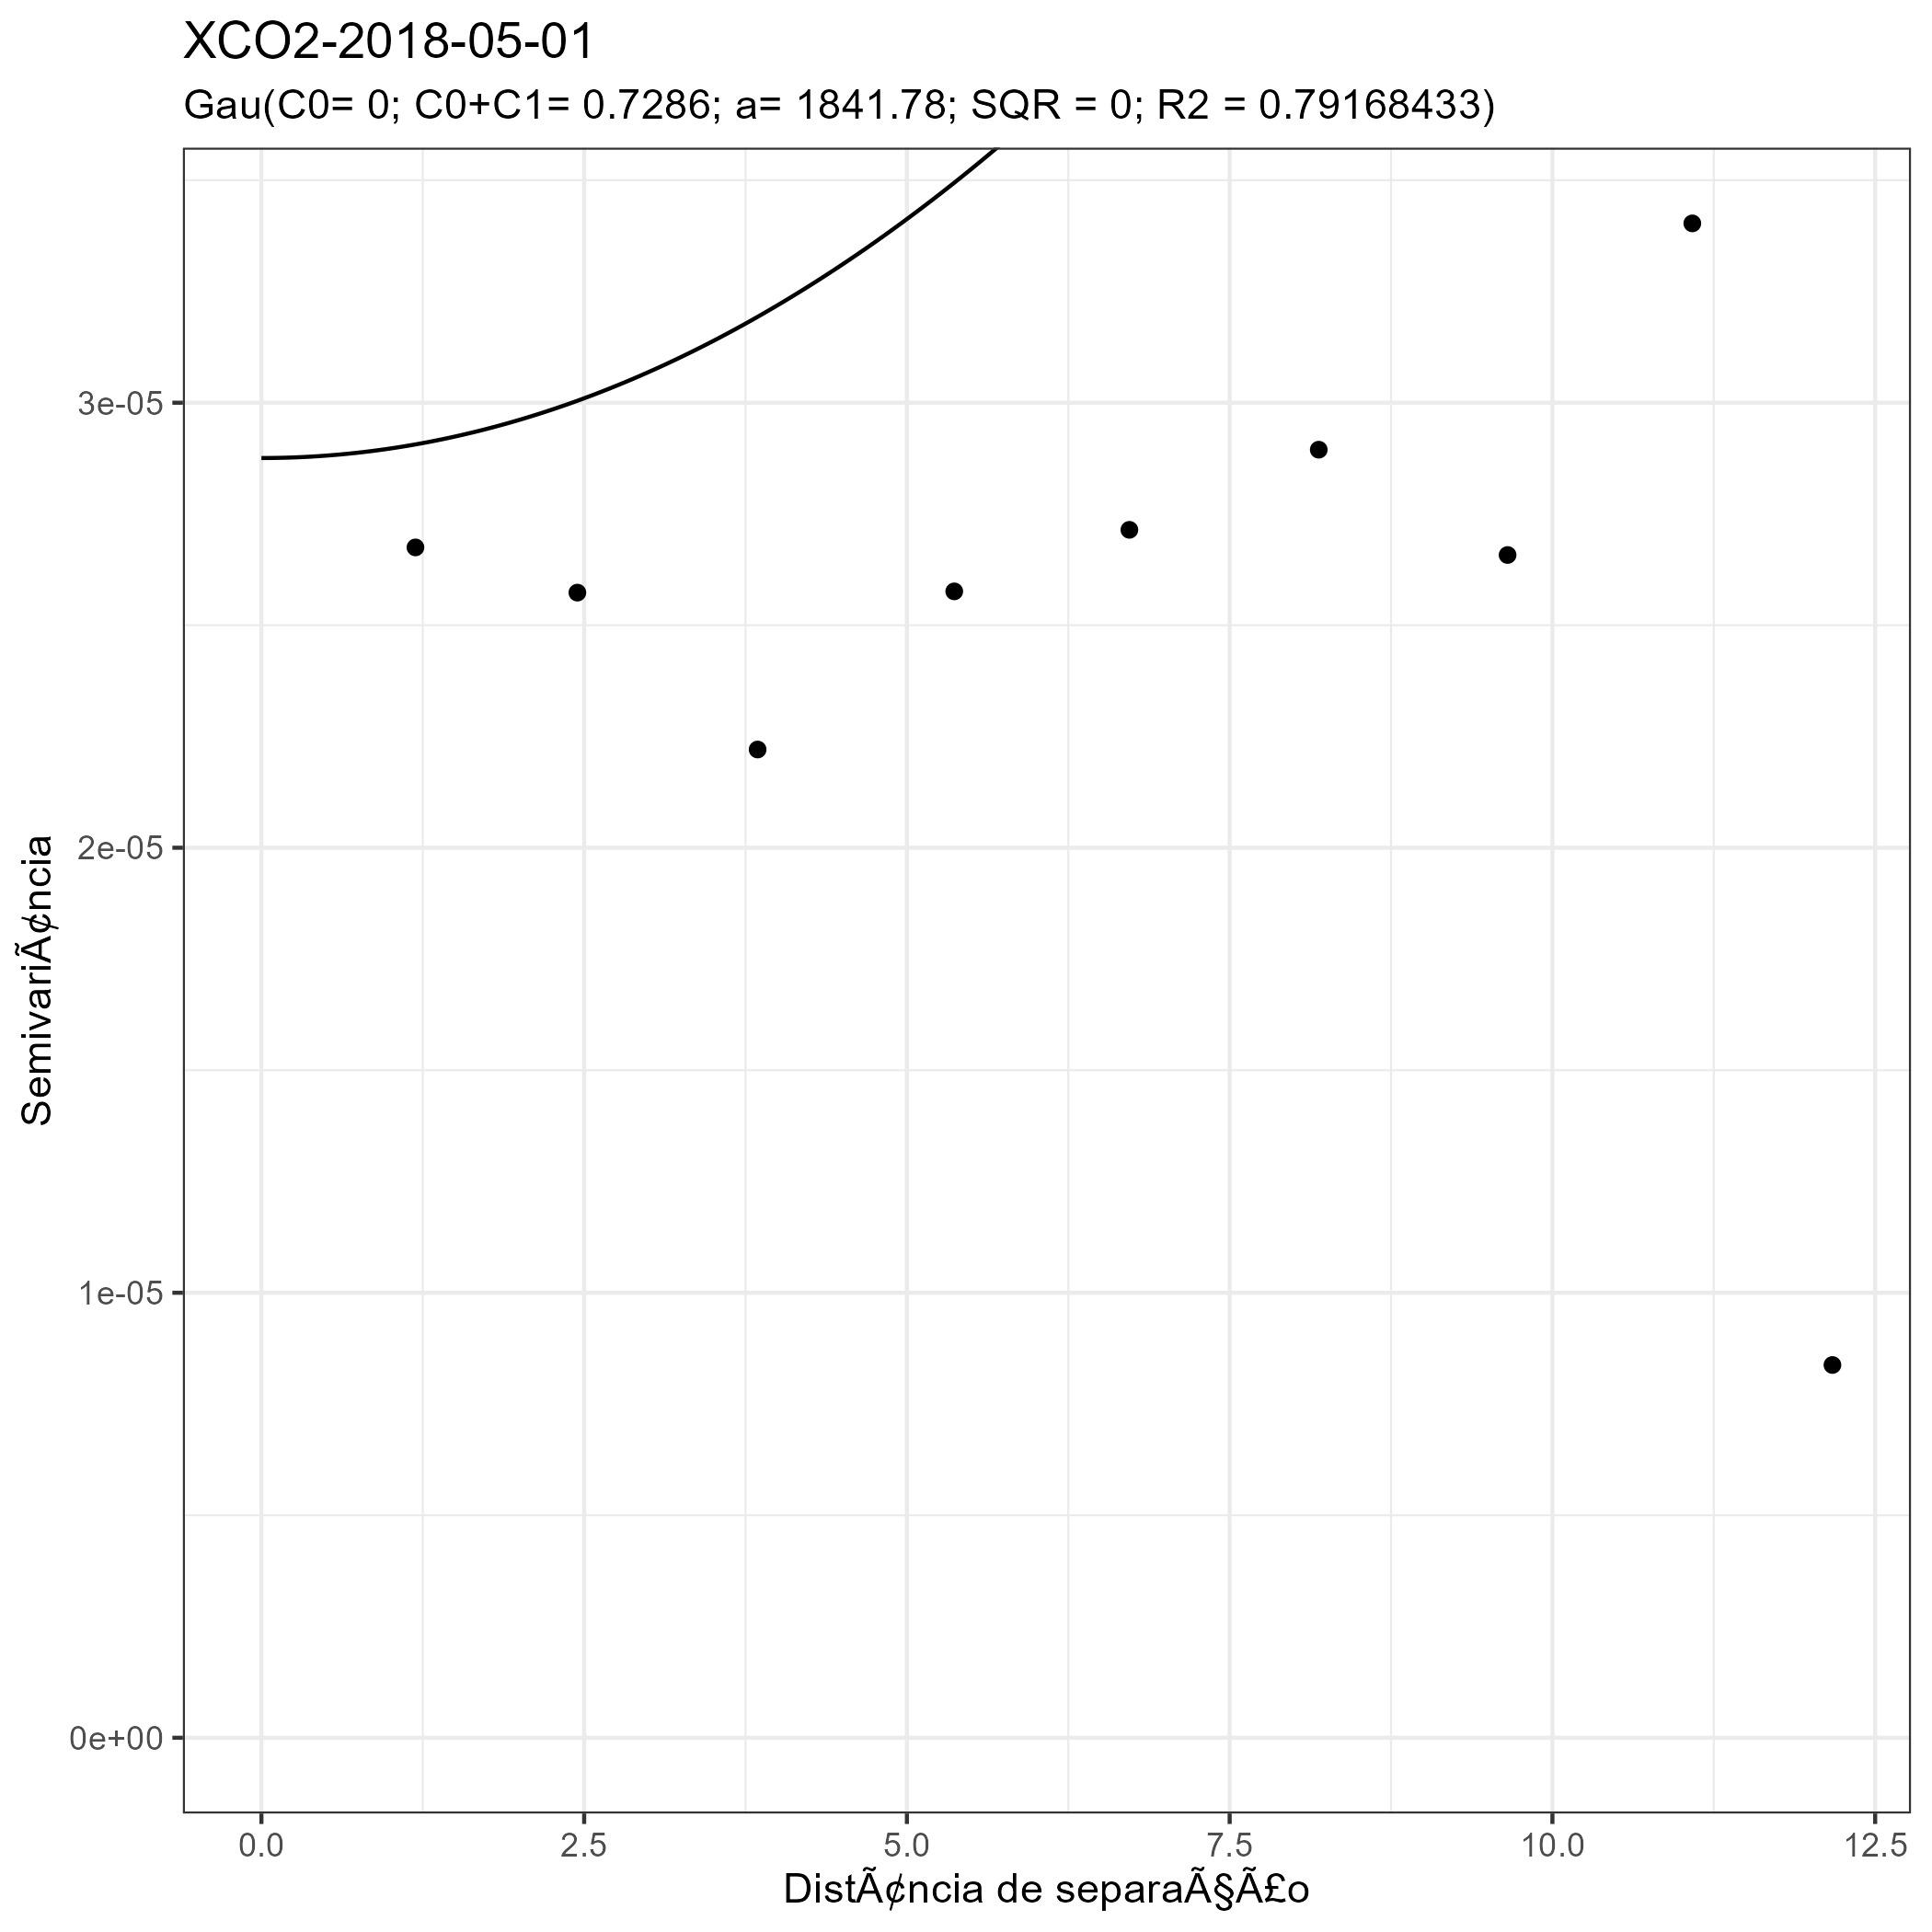 XCO2-2018-05-01
Gau(C0= 0; C0+C1= 0.7286; a= 1841.78; SQR = 0; R2 = 0.79168433)
SemivariÃ¢ncia
3e-05
2e-05
1e-05
0e+00
0.0 2.5 5.0 7.5 10.0 12.5
DistÃ¢ncia de separaÃ§Ã£o